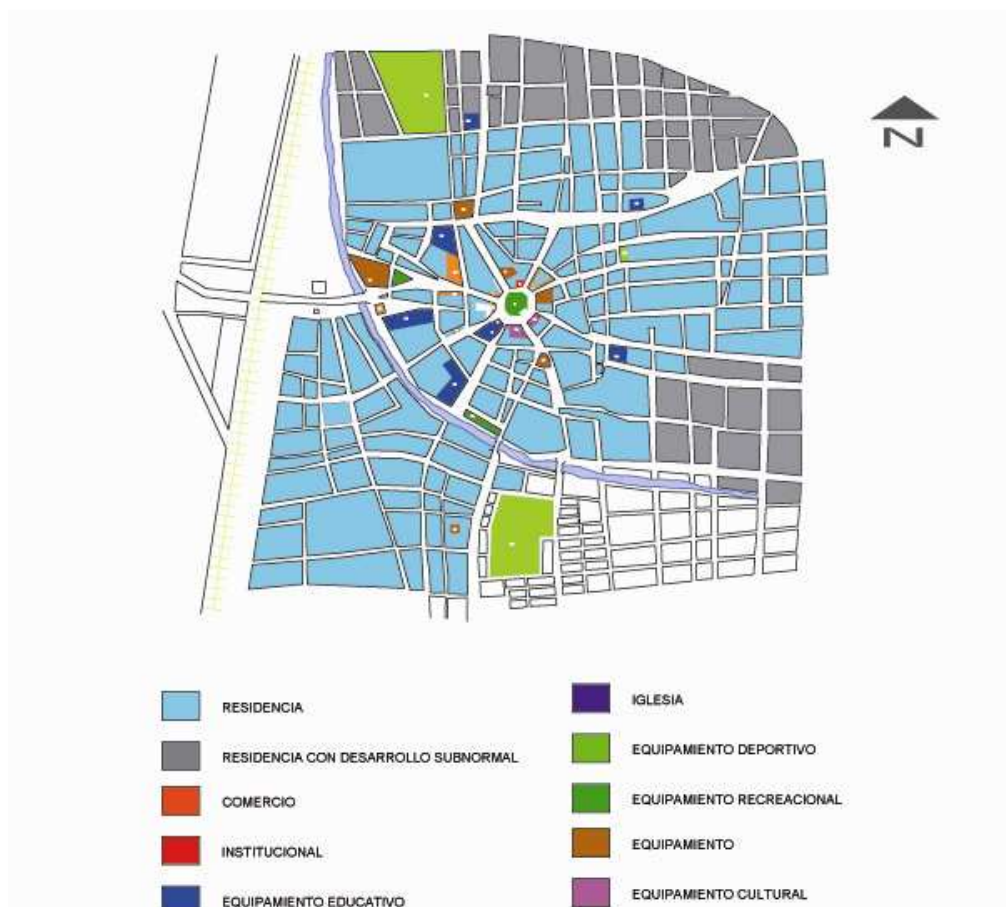 N
RESIDENCIA
RESIDENCIA CON DESARROLLO SUBNORMAL
COMERCIO
INSTITUCIONAL
EQUIPAMIENTO EDUCATIVO
IGLESIA
EQUIPAMIENTO DEPORTIVO
EQUIPAMIENTO RECREACIONAL
EQUIPAMIENTO
EQUIPAMIENTO CULTURAL